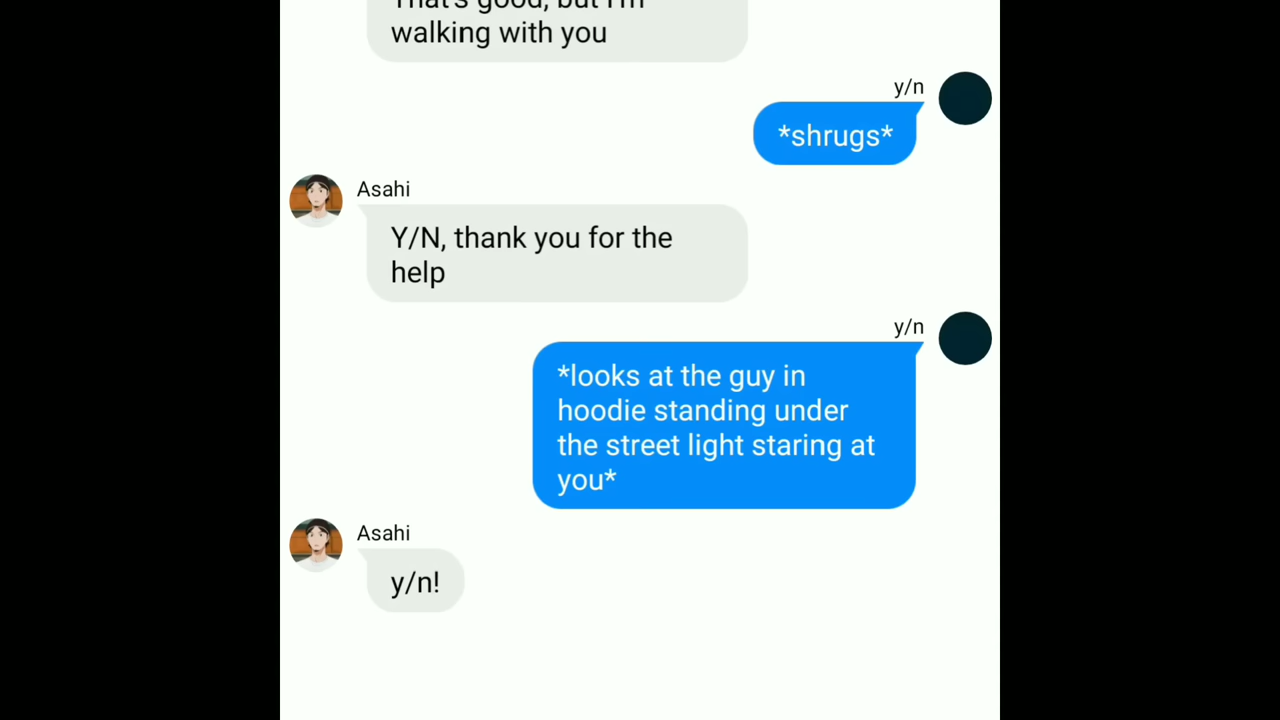 That's good, but I'm
walking with you
y/n
*shrugs*
Asahi
Y/N, thank you for the
help
y/n
*looks at the guy in
hoodie standing under
the street light staring at
you*
Asahi
y/n!